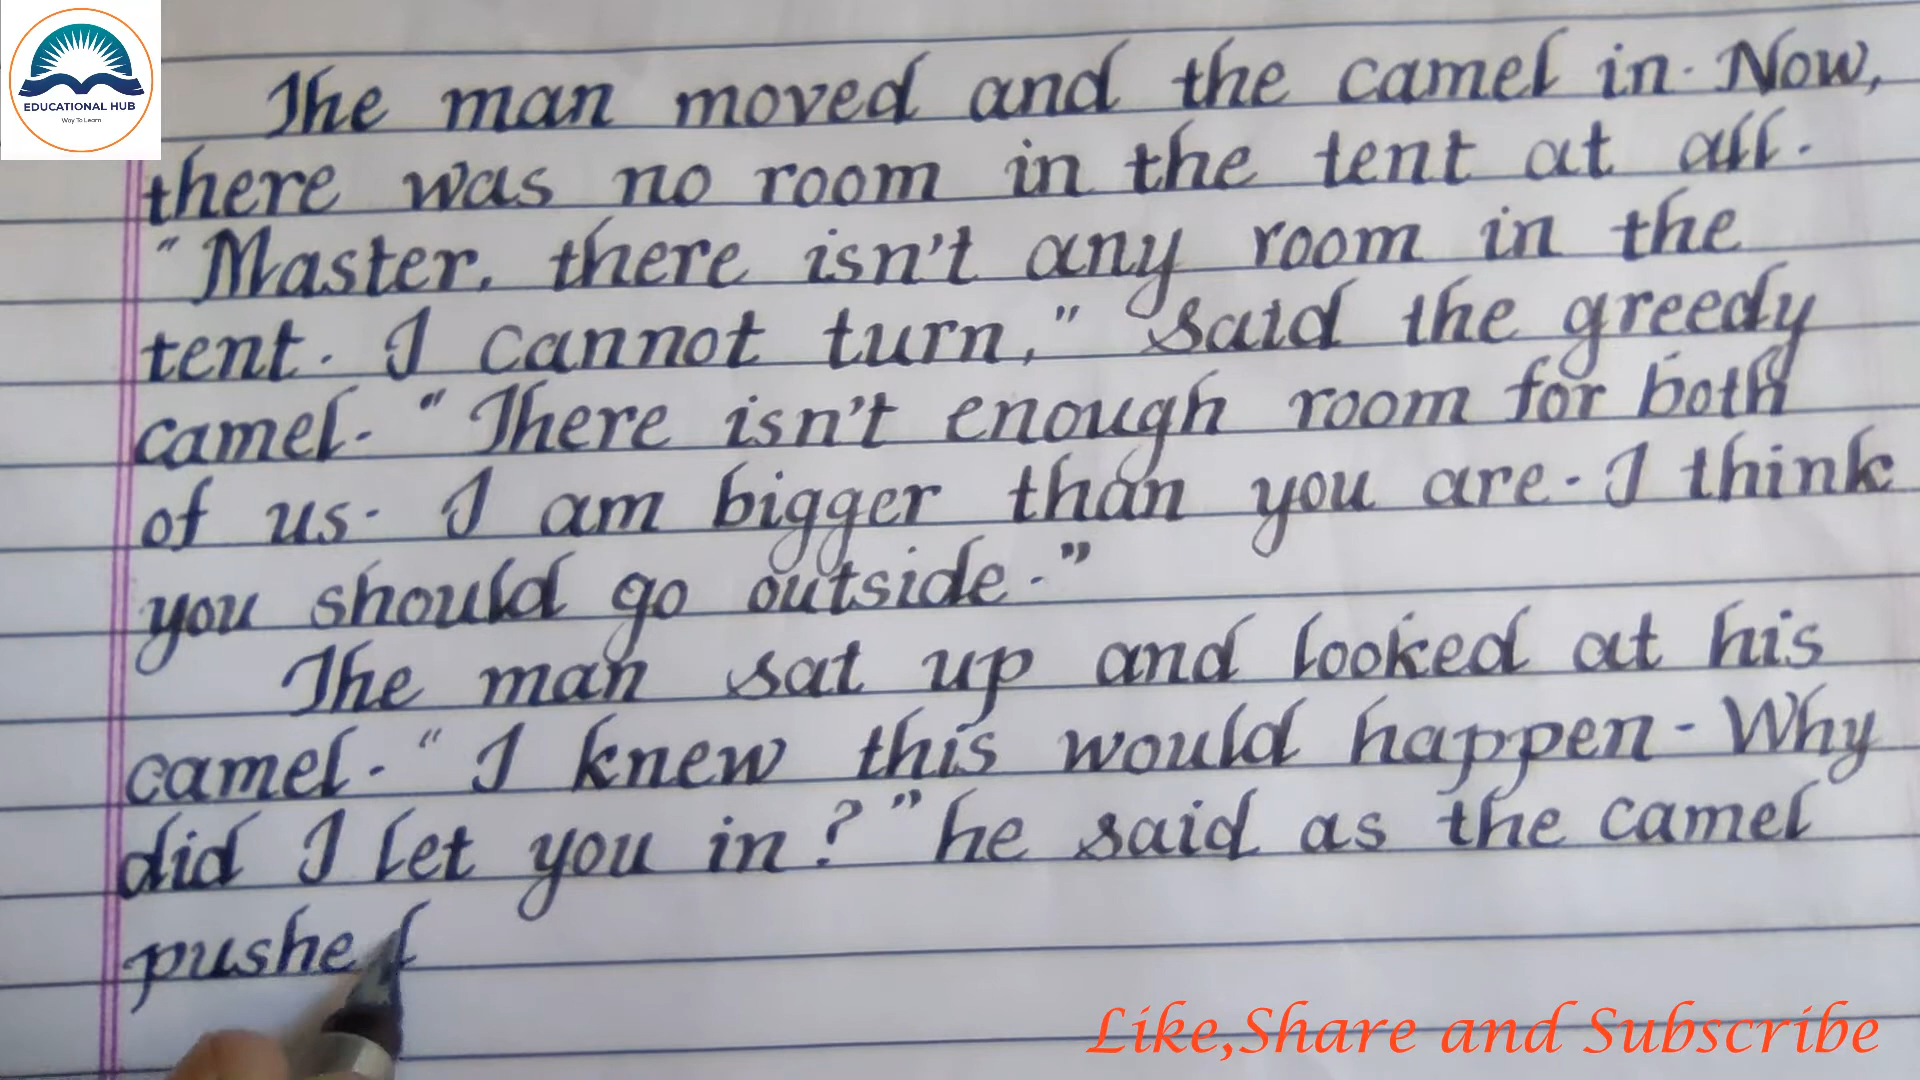 EDUCATIONAL HUB
Way To Learn
The man moved and the camel in. Now,
there was no room in the tent at all.
"Master, there isn't any room in the
tent. I cannot turn," said the greedy
camel. "There isn't enough room for both
of us. I am bigger than you are. I think
you should go outside."
The man sat up and looked at his
camel. "I knew this would happen. Why
did I let you in?" he said as the camel
pushed
Like,Share and Subscribe